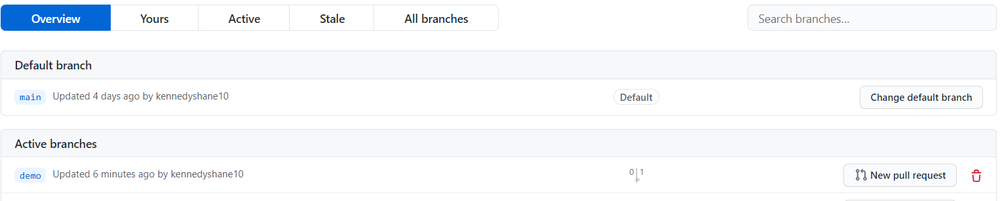 Overview Yours Active Stale All branches Search branches...
Default branch
main Updated 4 days ago by kennedyshane10 Default Change default branch
Active branches
demo Updated 6 minutes ago by kennedyshane10 0 1 New pull request